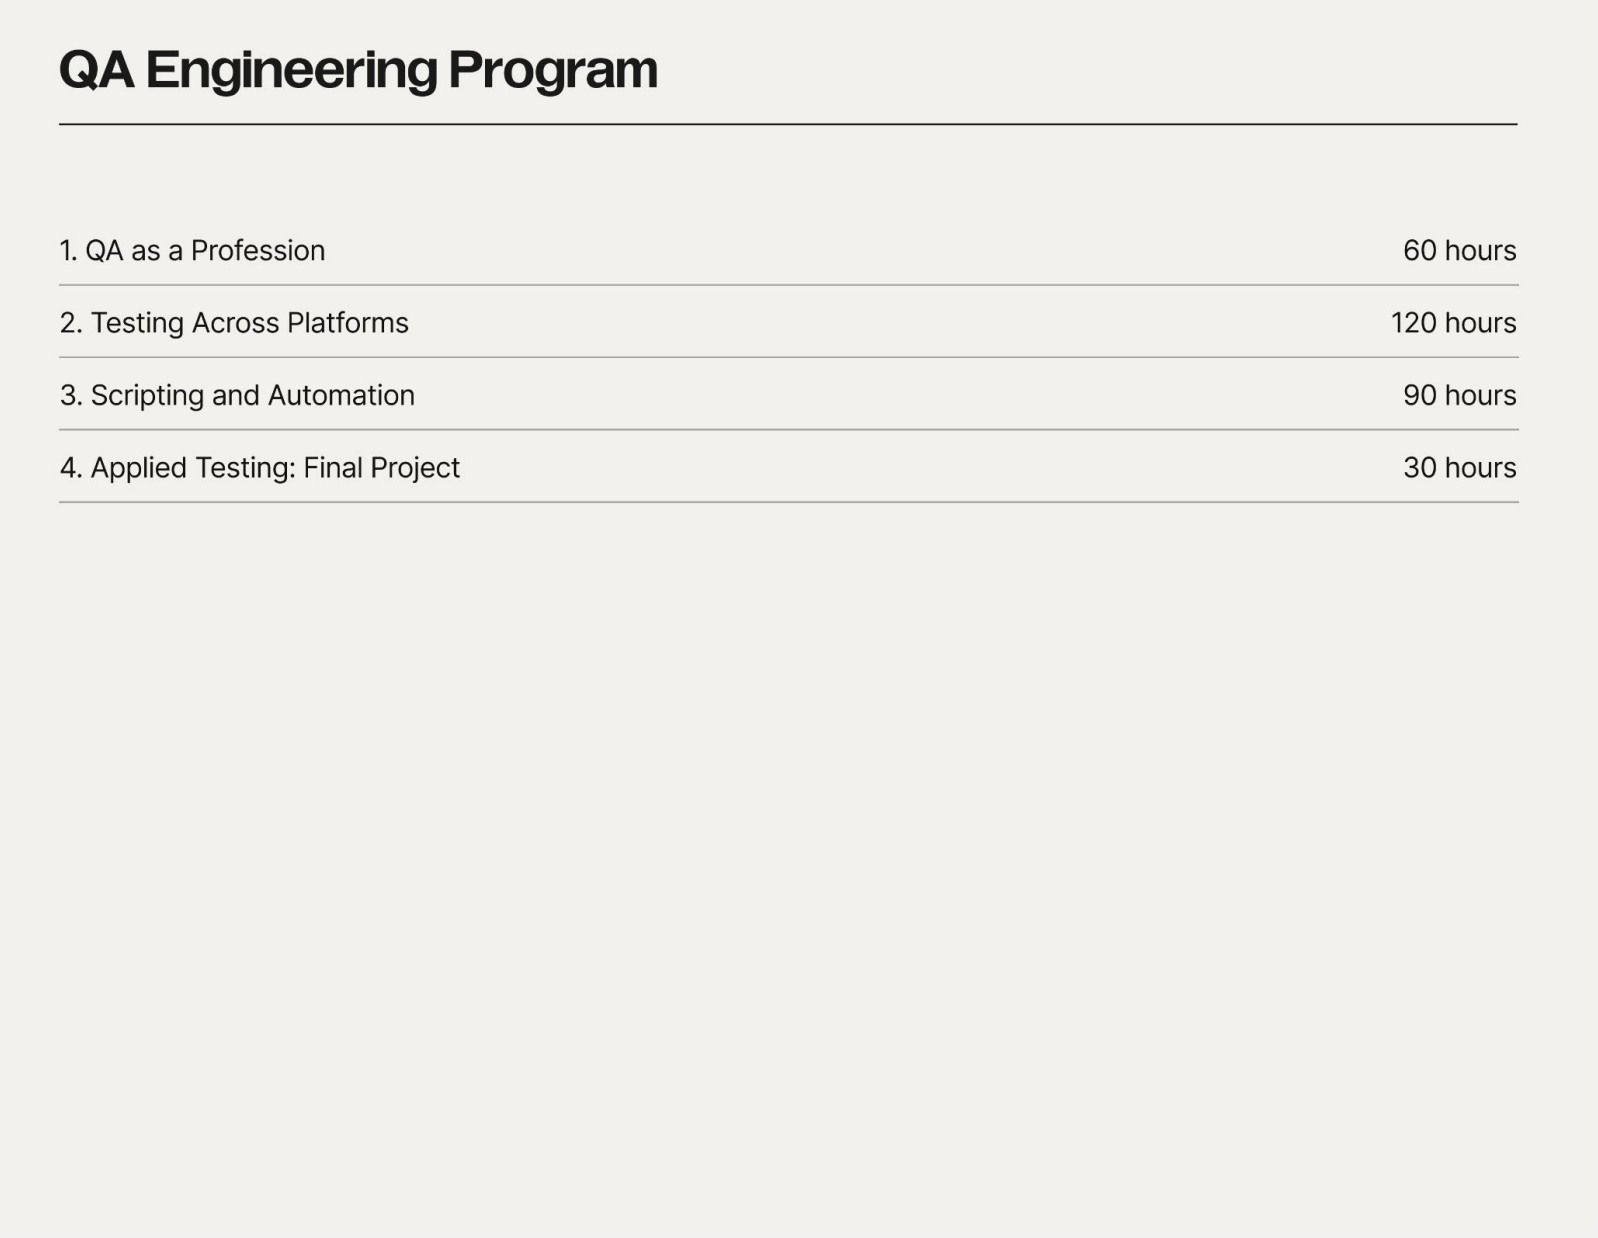 QA Engineering Program
1. QA as a Profession 60 hours
2. Testing Across Platforms 120 hours
3. Scripting and Automation 90 hours
4. Applied Testing: Final Project 30 hours